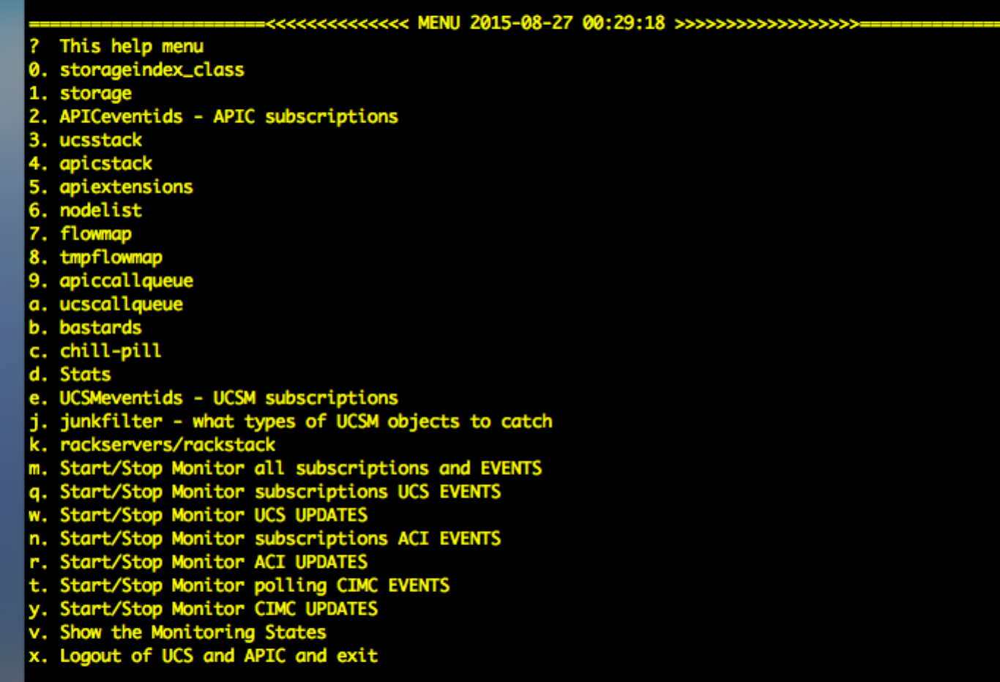 =======================<<<<<<<<<<<<<< MENU 2015-08-27 00:29:18 >>>>>>>>>>>>>>>>>>==============
?  This help menu
0. storageindex_class
1. storage
2. APICeventids - APIC subscriptions
3. ucsstack
4. apicstack
5. apiextensions
6. nodelist
7. flowmap
8. tmpflowmap
9. apiccallqueue
a. ucscallqueue
b. bastards
c. chill-pill
d. Stats
e. UCSMeventids - UCSM subscriptions
j. junkfilter - what types of UCSM objects to catch
k. rackservers/rackstack
m. Start/Stop Monitor all subscriptions and EVENTS
q. Start/Stop Monitor subscriptions UCS EVENTS
w. Start/Stop Monitor UCS UPDATES
n. Start/Stop Monitor subscriptions ACI EVENTS
r. Start/Stop Monitor ACI UPDATES
t. Start/Stop Monitor polling CIMC EVENTS
y. Start/Stop Monitor CIMC UPDATES
v. Show the Monitoring States
x. Logout of UCS and APIC and exit